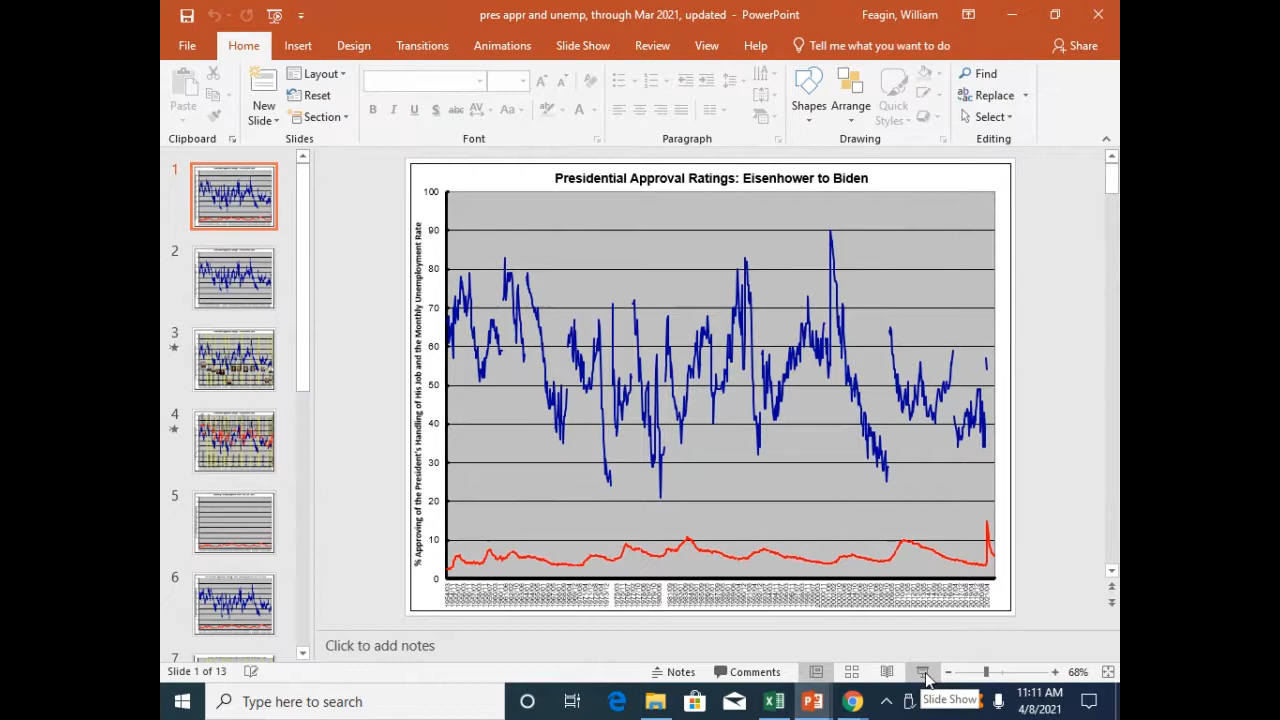 pres appr and unemp, through Mar 2021, updated - PowerPoint
Feagin, William
File Home Insert Design Transitions Animations Slide Show Review View Help Tell me what you want to do Share
Paste
New Slide
Layout
Reset
Section
B I U S abc AV Aa A
Shapes
Arrange
Quick Styles
Find
Replace
Select
Clipboard Slides Font Paragraph Drawing Editing
1
2
3
4
5
6
7
Presidential Approval Ratings: Eisenhower to Biden
% Approving of the President's Handling of His Job and the Monthly Unemployment Rate
100
90
80
70
60
50
40
30
20
10
0
Click to add notes
Slide 1 of 13 Notes Comments 68%
Slide Show
Type here to search
11:11 AM
4/8/2021